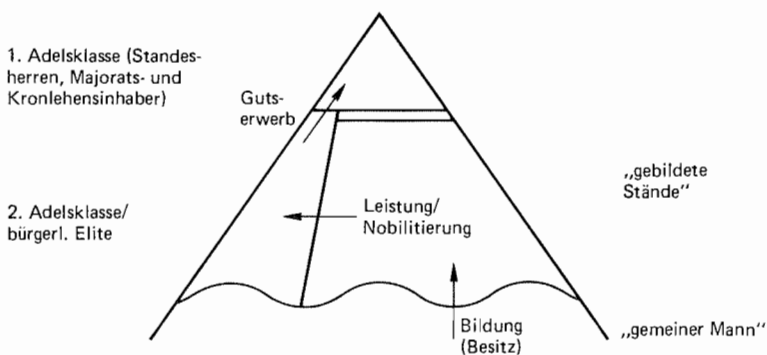 1. Adelsklasse (Standes-
herren, Majorats- und
Kronlehensinhaber)
Guts-
erwerb
„gebildete
Stände“
2. Adelsklasse/
bürgerl. Elite
Leistung/
Nobilitierung
Bildung
(Besitz)
„gemeiner Mann“